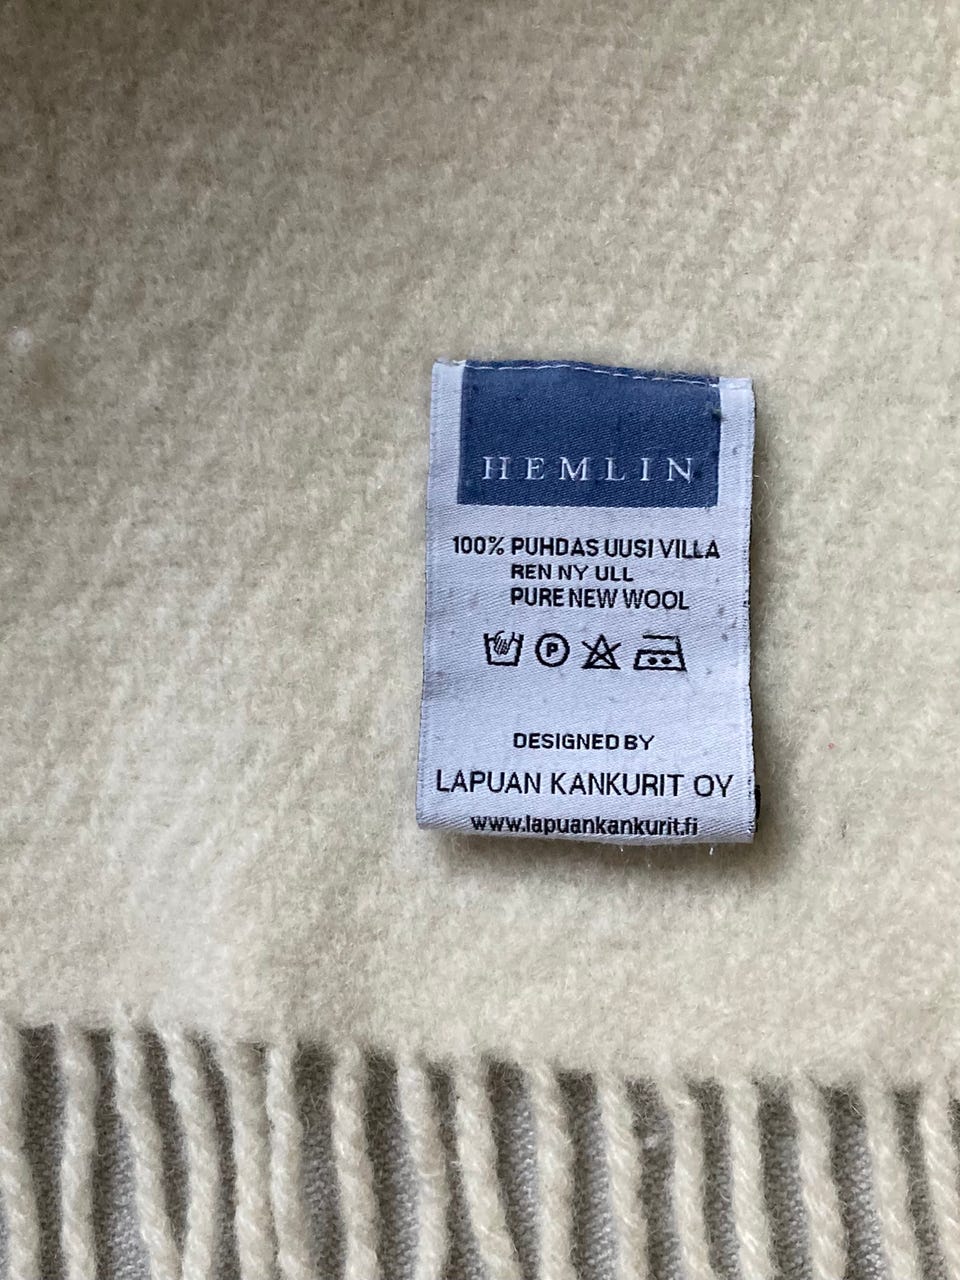 HEMLIN
100% PUHDAS UUSI VILLA
REN NY ULL
PURE NEW WOOL
P
DESIGNED BY
LAPUAN KANKURIT OY
www.lapuankankurit.fi